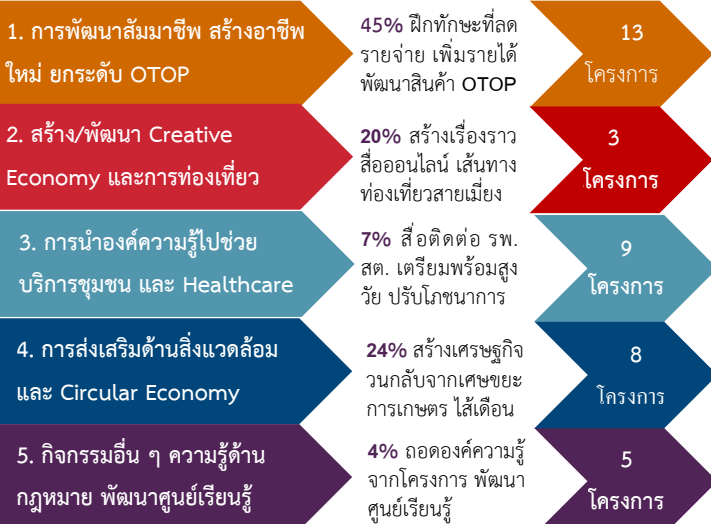 1. การพัฒนาสัมมาชีพ สร้างอาชีพ
ใหม่ ยกระดับ OTOP
45% ฝึกทักษะที่ลด
รายจ่าย เพิ่มรายได้
พัฒนาสินค้า OTOP
13
โครงการ
2. สร้าง/พัฒนา Creative
Economy และการท่องเที่ยว
20% สร้างเรื่องราว
สื่อออนไลน์ เส้นทาง
ท่องเที่ยวสายเมี่ยง
3
โครงการ
3. การนำองค์ความรู้ไปช่วย
บริการชุมชน และ Healthcare
7% สื่อติดต่อ รพ.
สต. เตรียมพร้อมสูง
วัย ปรับโภชนาการ
9
โครงการ
4. การส่งเสริมด้านสิ่งแวดล้อม
และ Circular Economy
24% สร้างเศรษฐกิจ
วนกลับจากเศษขยะ
การเกษตร ไส้เดือน
8
โครงการ
5. กิจกรรมอื่น ๆ ความรู้ด้าน
กฎหมาย พัฒนาศูนย์เรียนรู้
4% ถอดองค์ความรู้
จากโครงการ พัฒนา
ศูนย์เรียนรู้
5
โครงการ